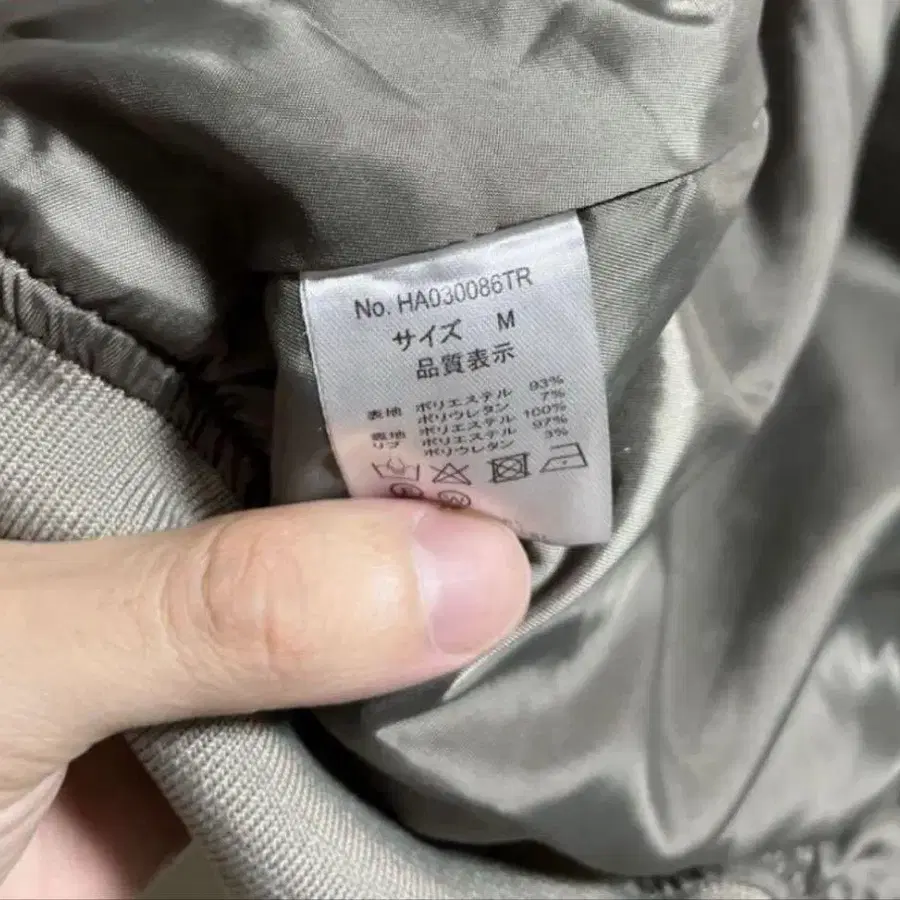 No. HA030086TR
サイズ M
品質表示
表地 ポリエステル 93%
ポリウレタン 7%
裏地 ポリエステル 100%
リブ ポリエステル 97%
ポリウレタン 3%